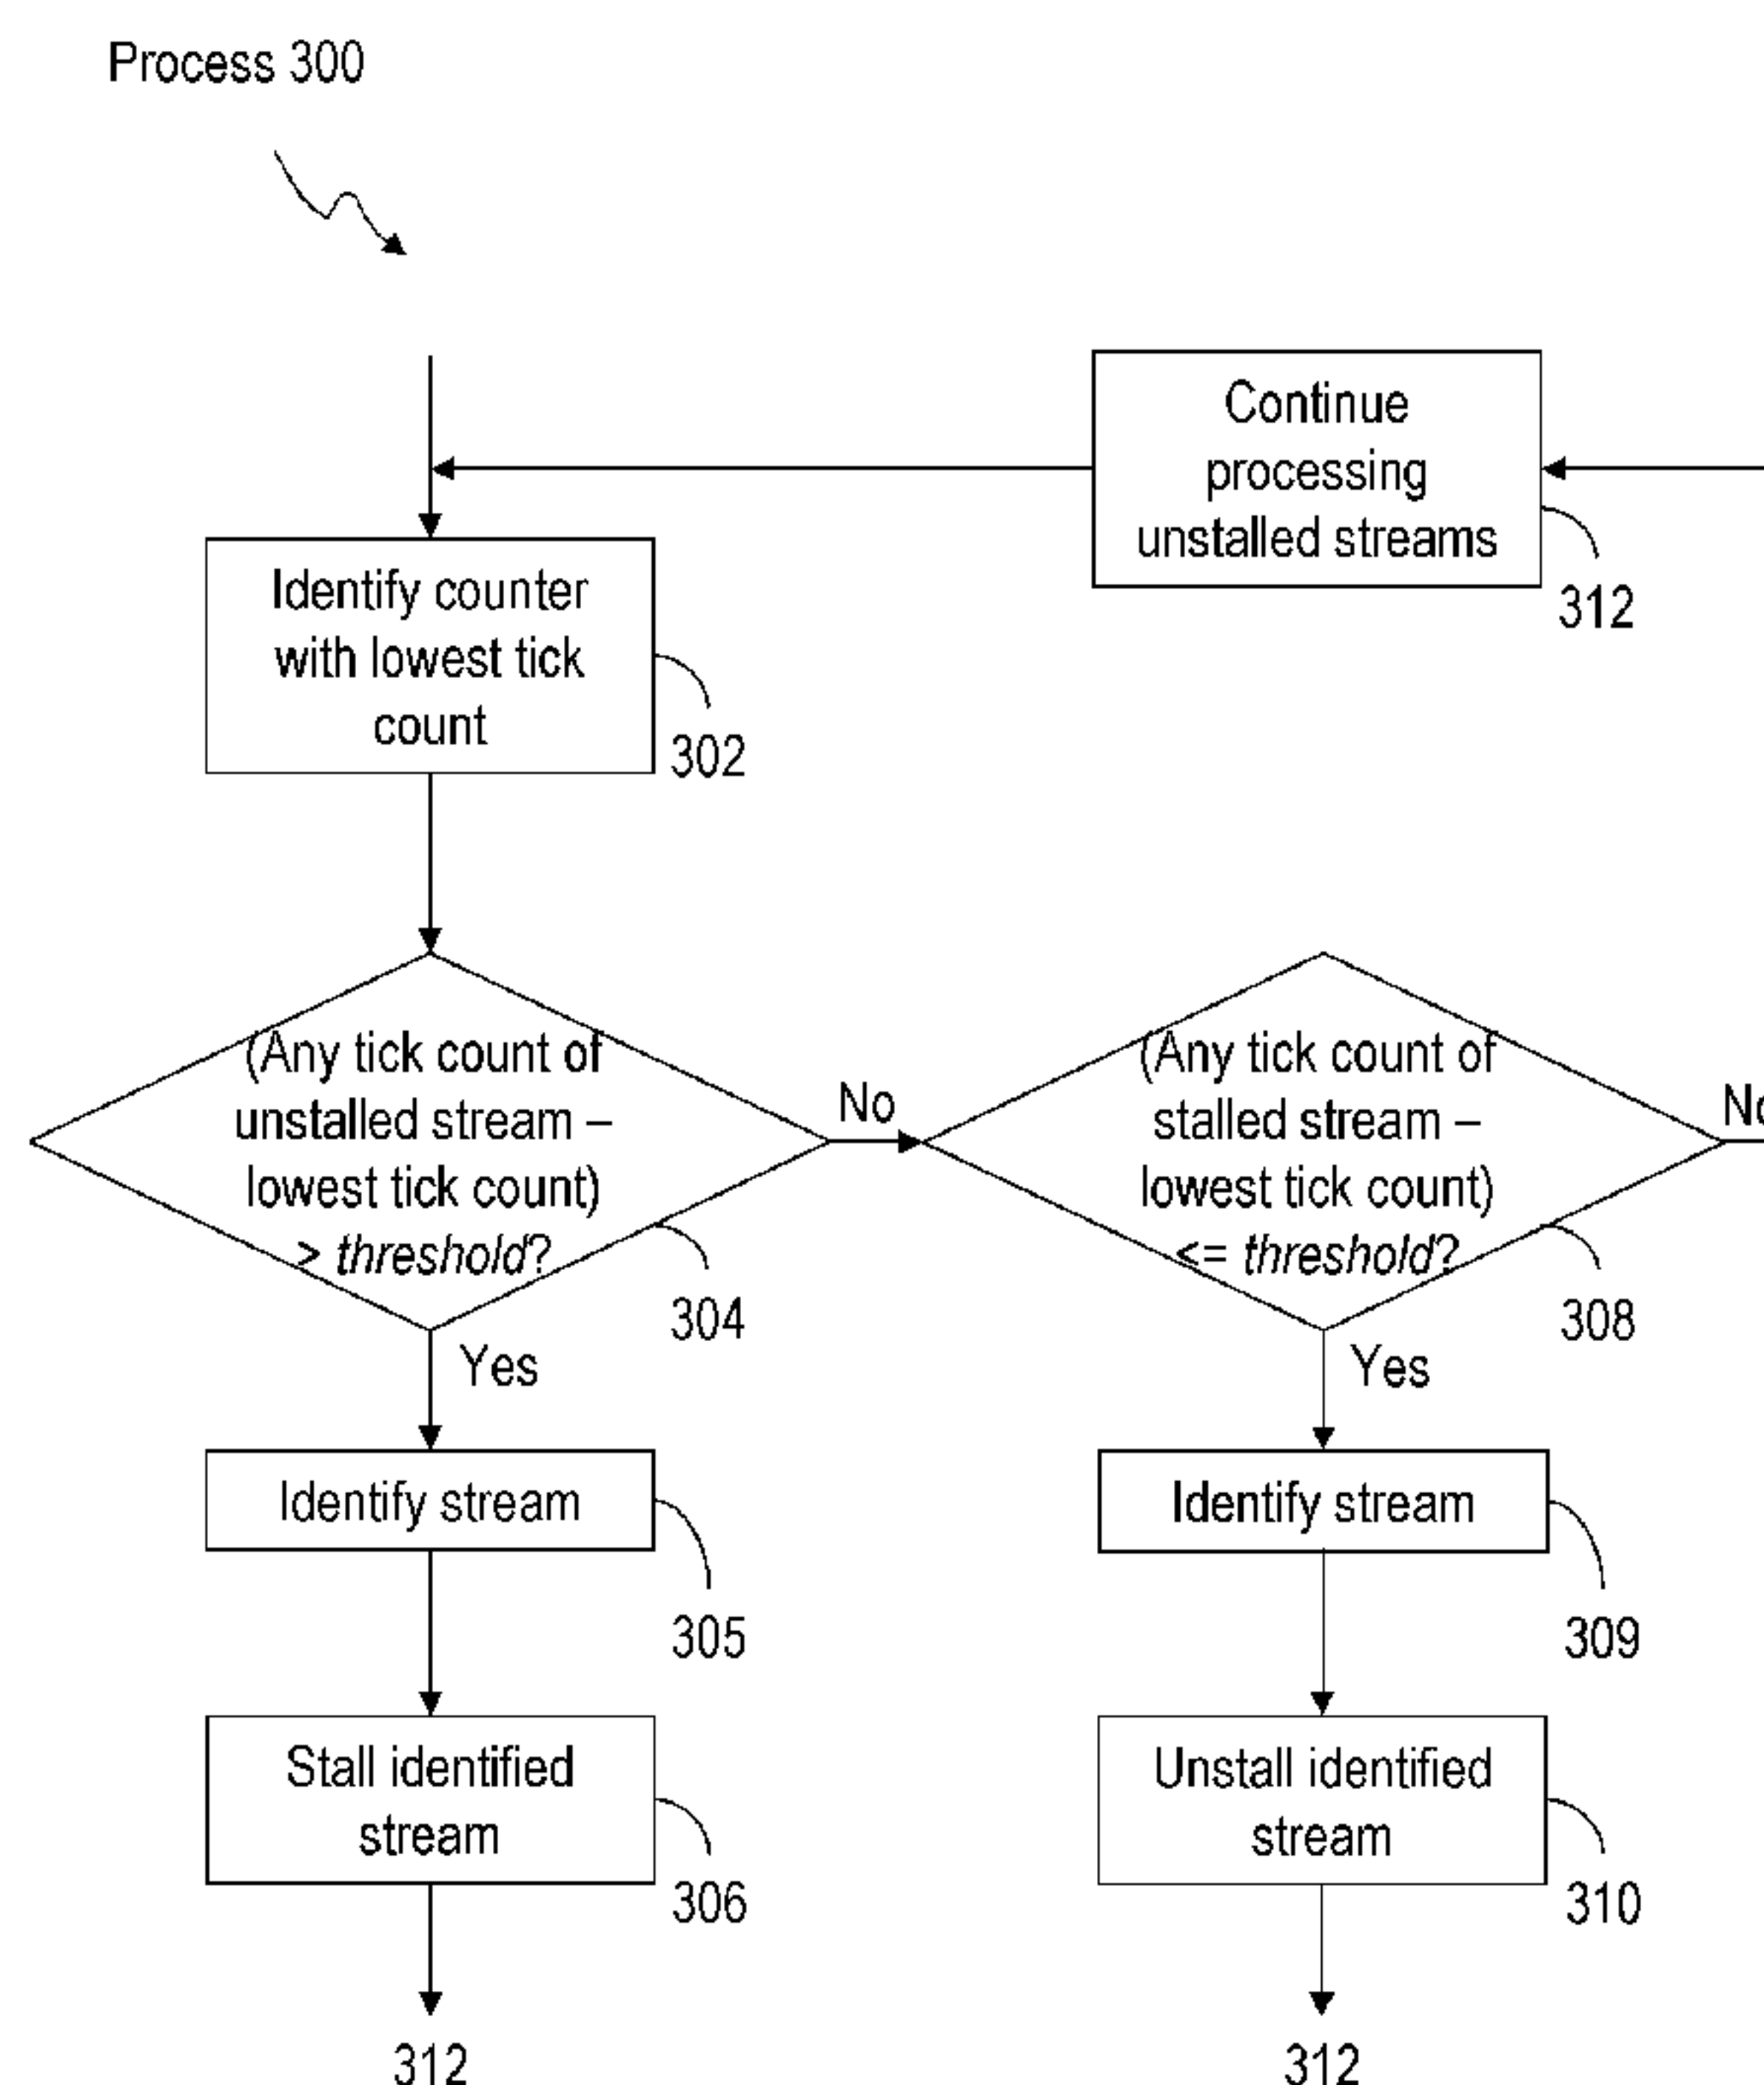 Process 300
Continue
processing
unstalled streams
312
Identify counter
with lowest tick
count
302
(Any tick count of
unstalled stream –
lowest tick count)
> threshold?
304
No
(Any tick count of
stalled stream –
lowest tick count)
<= threshold?
308
No
Yes
Yes
Identify stream
305
Identify stream
309
Stall identified
stream
306
Unstall identified
stream
310
312
312